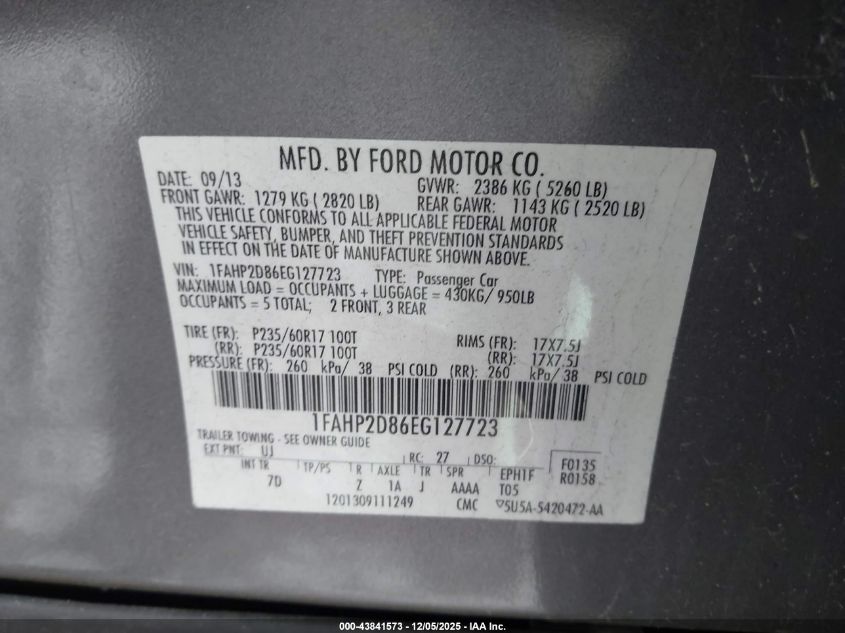 MFD. BY FORD MOTOR CO.
DATE: 09/13 GVWR: 2386 KG ( 5260 LB)
FRONT GAWR: 1279 KG ( 2820 LB) REAR GAWR: 1143 KG ( 2520 LB)
THIS VEHICLE CONFORMS TO ALL APPLICABLE FEDERAL MOTOR
VEHICLE SAFETY, BUMPER, AND THEFT PREVENTION STANDARDS
IN EFFECT ON THE DATE OF MANUFACTURE SHOWN ABOVE.
VIN: 1FAHP2D86EG127723 TYPE: Passenger Car
MAXIMUM LOAD = OCCUPANTS + LUGGAGE = 430KG/ 950LB
OCCUPANTS = 5 TOTAL; 2 FRONT, 3 REAR
TIRE (FR): P235/60R17 100T RIMS (FR): 17X7.5J
(RR): P235/60R17 100T (RR): 17X7.5J
PRESSURE (FR): 260 kPa/ 38 PSI COLD (RR): 260 kPa/ 38 PSI COLD
1FAHP2D86EG127723
TRAILER TOWING - SEE OWNER GUIDE
EXT PNT: UJ RC: 27 DSO: F0135
INT TR TP/PS R AXLE TR SPR EPH1F R0158
7D Z 1A J AAAA T05
1201309111249 CMC ▽5U5A-5420472-AA
000-43841573 - 12/05/2025 - IAA Inc.